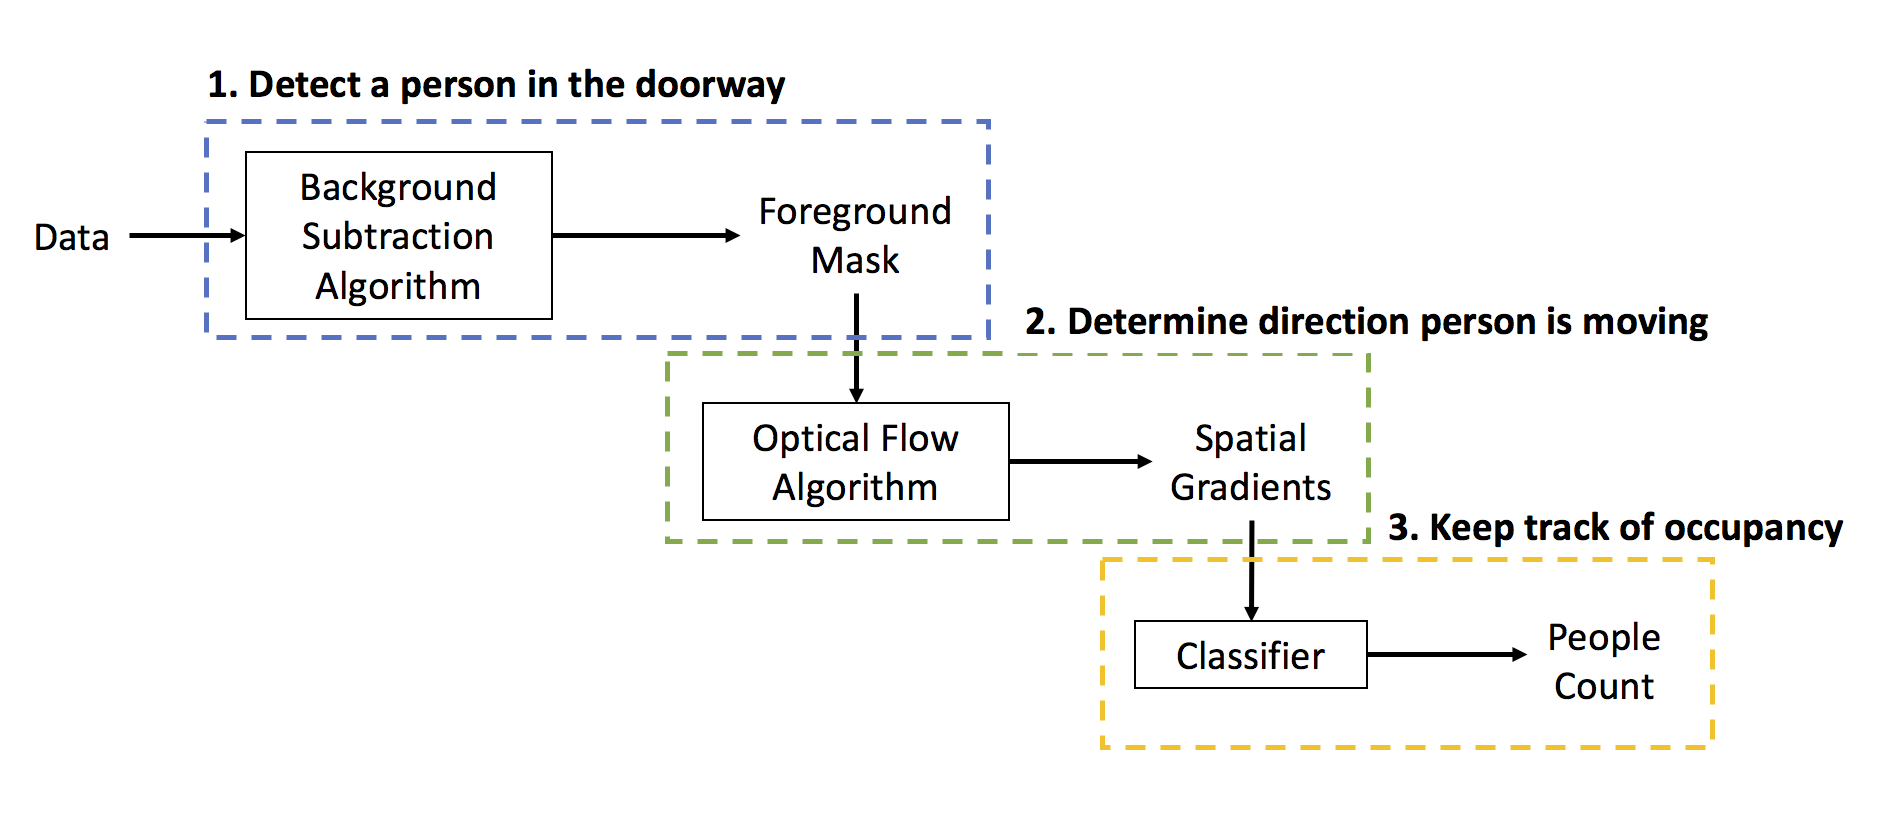 1. Detect a person in the doorway
Data
Background
Subtraction
Algorithm
Foreground
Mask
2. Determine direction person is moving
Optical Flow
Algorithm
Spatial
Gradients
3. Keep track of occupancy
Classifier
People
Count